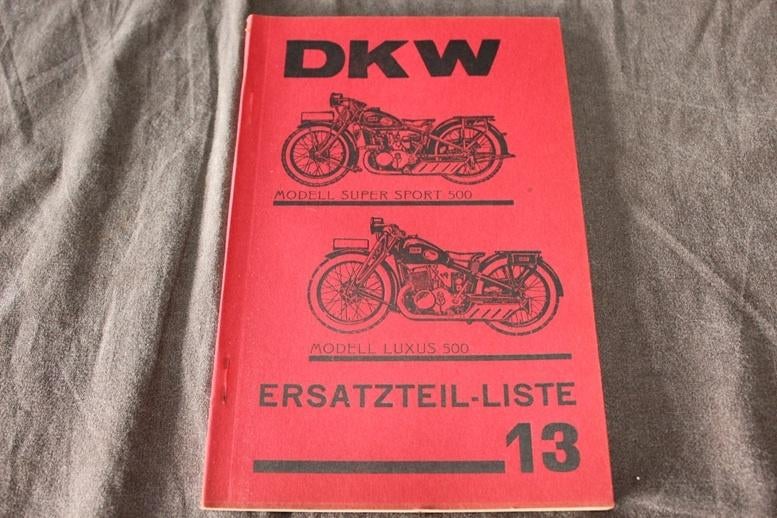 DKW
MODELL SUPER SPORT 500
MODELL LUXUS 500
ERSATZTEIL-LISTE
13